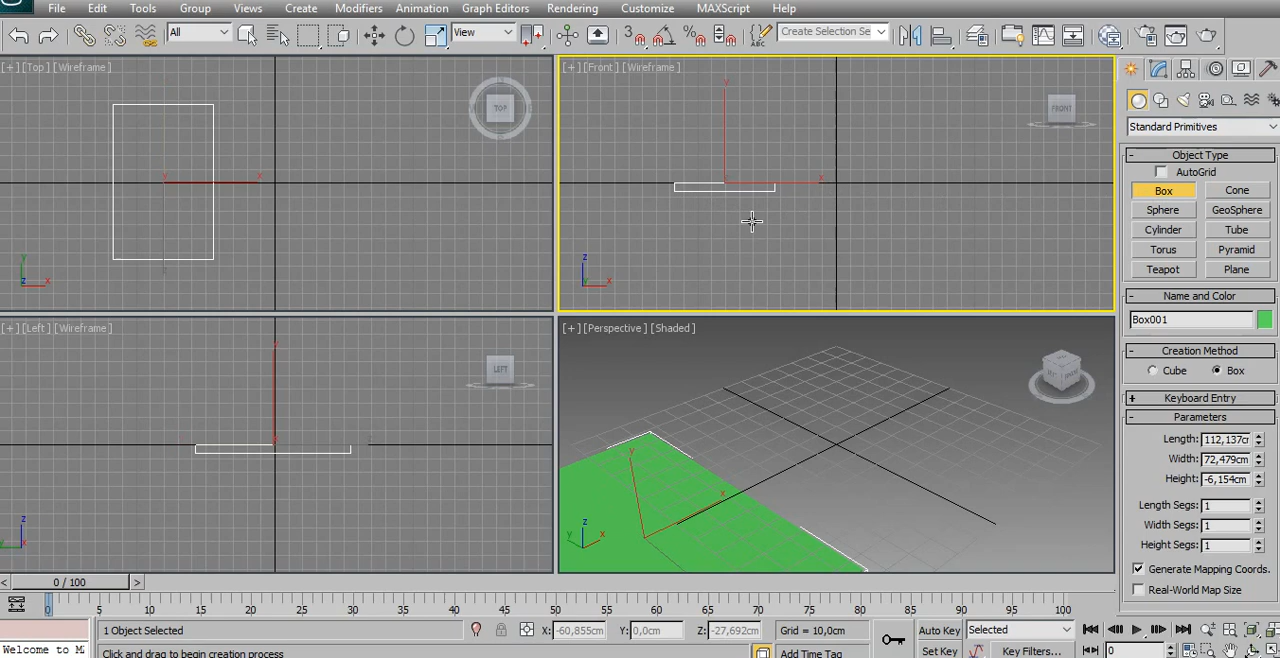 File Edit Tools Group Views Create Modifiers Animation Graph Editors Rendering Customize MAXScript Help
All View 3 Create Selection Se
[ + ] [ Top ] [ Wireframe ]
TOP
[ + ] [ Front ] [ Wireframe ]
FRONT
[ + ] [ Left ] [ Wireframe ]
LEFT
[ + ] [ Perspective ] [ Shaded ]
Standard Primitives
- Object Type
AutoGrid
Box Cone
Sphere GeoSphere
Cylinder Tube
Torus Pyramid
Teapot Plane
- Name and Color
Box001
- Creation Method
Cube Box
+ Keyboard Entry
- Parameters
Length: 112,137cr
Width: 72,479cm
Height: -6,154cm
Length Segs: 1
Width Segs: 1
Height Segs: 1
Generate Mapping Coords.
Real-World Map Size
y x y x z x
y x z x
y z
y x z x y
< 0 / 100 >
0 5 10 15 20 25 30 35 40 45 50 55 60 65 70 75 80 85 90 95 100
1 Object Selected X: -60,855cm Y: 0,0cm Z: -27,692cm Grid = 10,0cm Auto Key Selected
Welcome to M Click and drag to begin creation process Add Time Tag Set Key Key Filters... 0